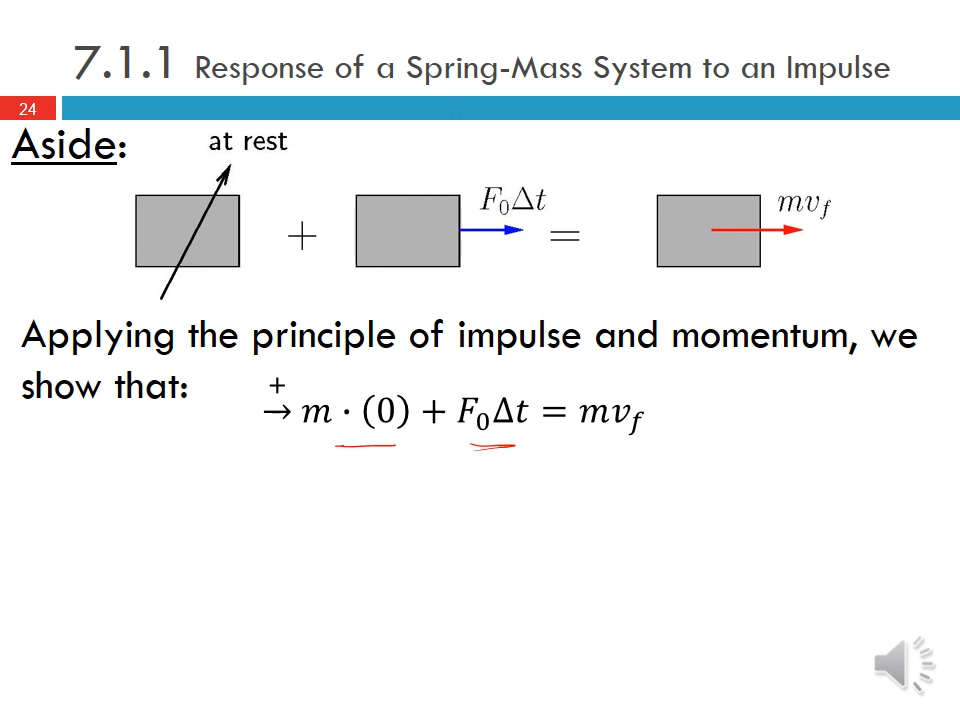 7.1.1 Response of a Spring-Mass System to an Impulse
24
Aside:
at rest
+
F₀Δt
=
mv_f
Applying the principle of impulse and momentum, we
show that:
+
→ m · (0) + F₀Δt = mv_f